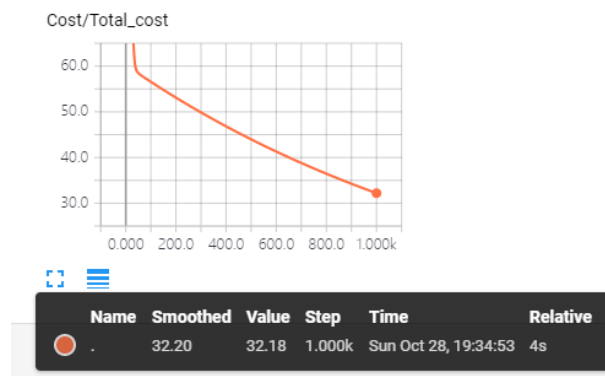 Cost/Total_cost
60.0
50.0
40.0
30.0
0.000 200.0 400.0 600.0 800.0 1.000k
Name Smoothed Value Step Time Relative
. 32.20 32.18 1.000k Sun Oct 28, 19:34:53 4s